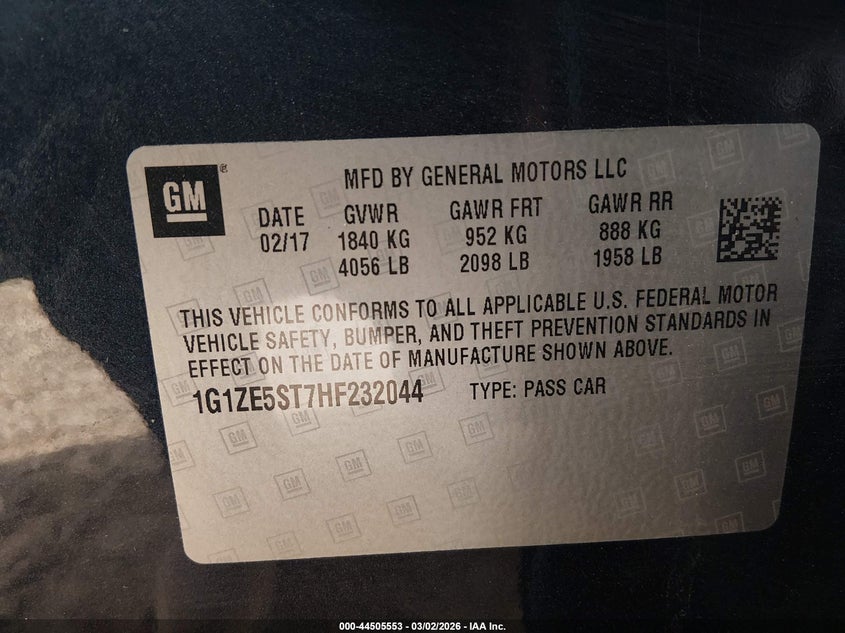 GM
MFD BY GENERAL MOTORS LLC
DATE GVWR GAWR FRT GAWR RR
02/17 1840 KG 952 KG 888 KG
4056 LB 2098 LB 1958 LB
THIS VEHICLE CONFORMS TO ALL APPLICABLE U.S. FEDERAL MOTOR
VEHICLE SAFETY, BUMPER, AND THEFT PREVENTION STANDARDS IN
EFFECT ON THE DATE OF MANUFACTURE SHOWN ABOVE.
1G1ZE5ST7HF232044 TYPE: PASS CAR
000-44505553 - 03/02/2026 - IAA Inc.